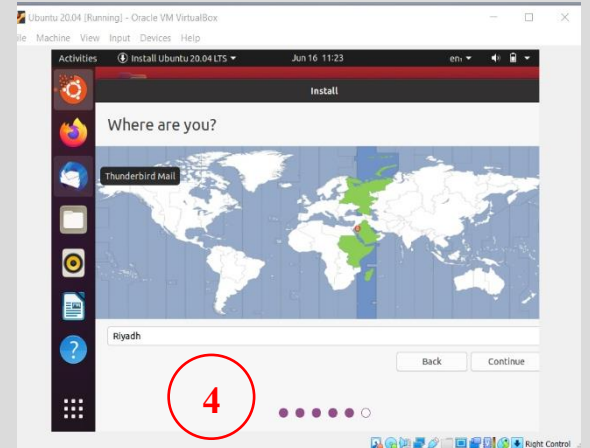 Ubuntu 20.04 [Running] - Oracle VM VirtualBox
ile Machine View Input Devices Help
Activities Install Ubuntu 20.04 LTS Jun 16 11:23 en₁
Install
Where are you?
Thunderbird Mail
Riyadh
Back Continue
?
4
Right Control